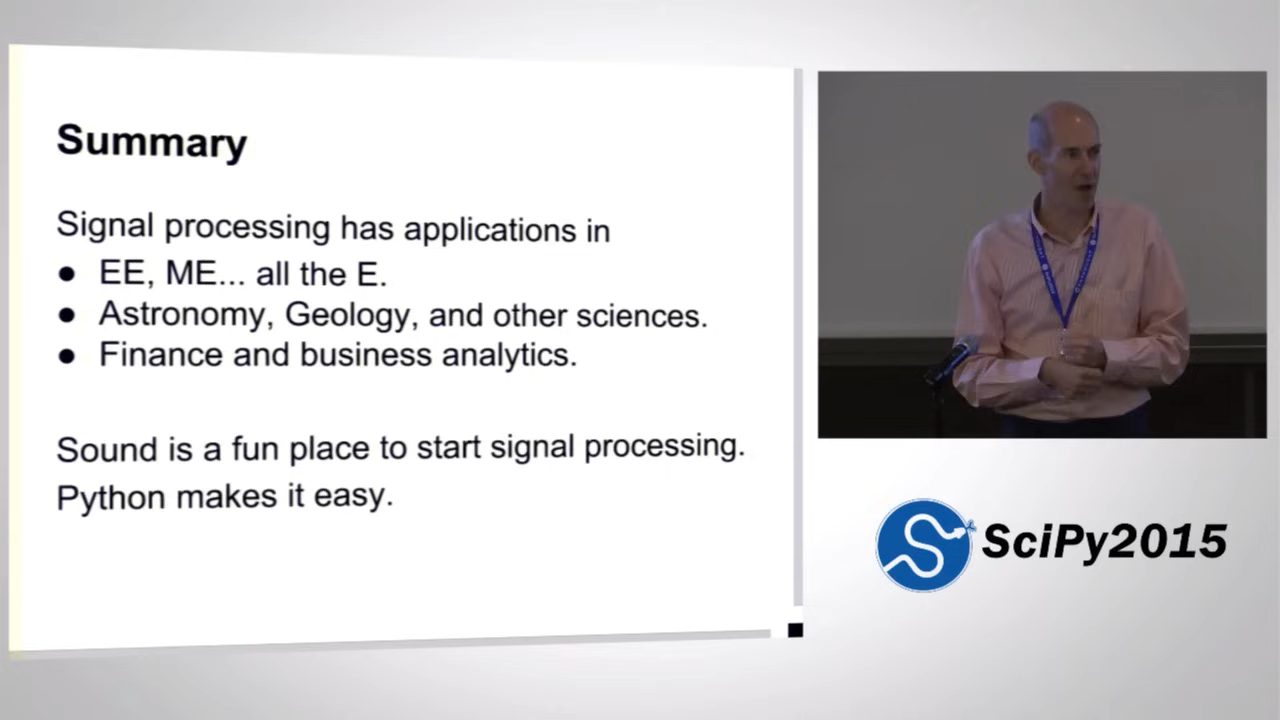 Summary
Signal processing has applications in
● EE, ME... all the E.
● Astronomy, Geology, and other sciences.
● Finance and business analytics.
Sound is a fun place to start signal processing.
Python makes it easy.
SciPy2015